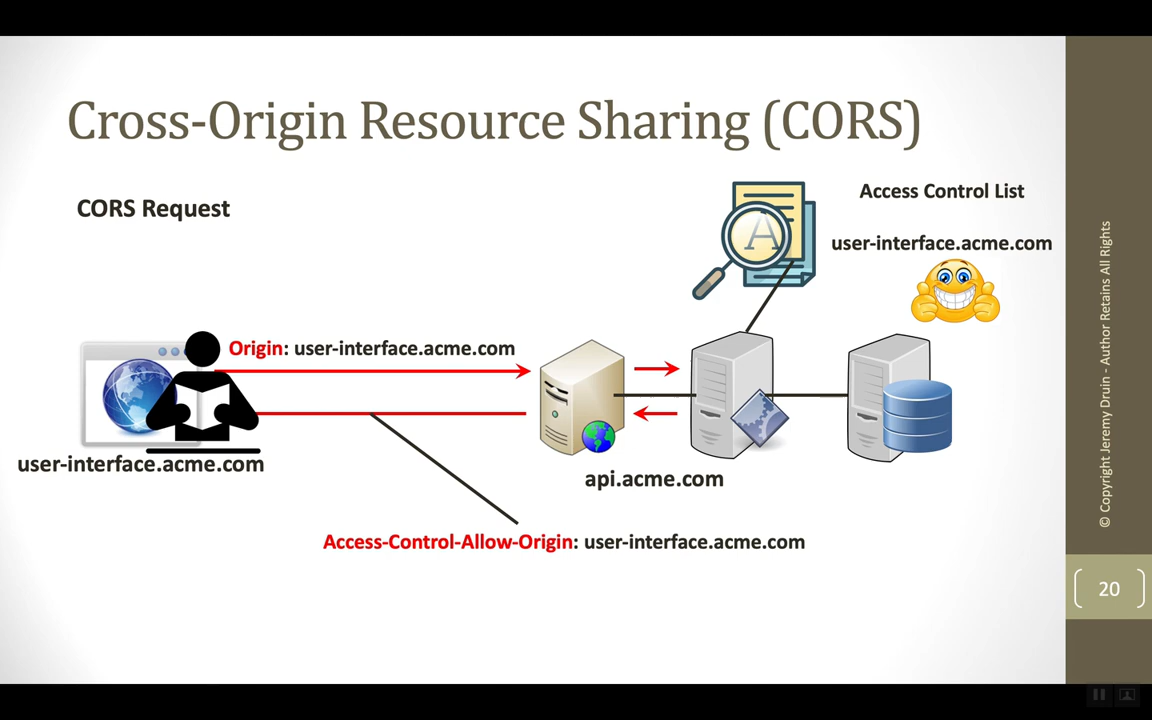 Cross-Origin Resource Sharing (CORS)
CORS Request
Access Control List
user-interface.acme.com
A
Origin: user-interface.acme.com
user-interface.acme.com
api.acme.com
Access-Control-Allow-Origin: user-interface.acme.com
© Copyright Jeremy Druin - Author Retains All Rights
20